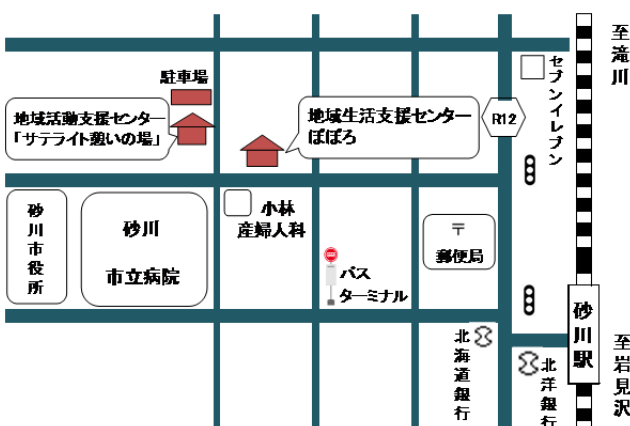 至滝川
セブンイレブン
駐車場
地域活動支援センター
「サテライト憩いの場」
地域生活支援センター
ぽぽろ
R12
砂川市役所
砂川
市立病院
小林
産婦人科
〒
郵便局
バス
ターミナル
砂川駅
北海道銀行
北洋銀行
至岩見沢